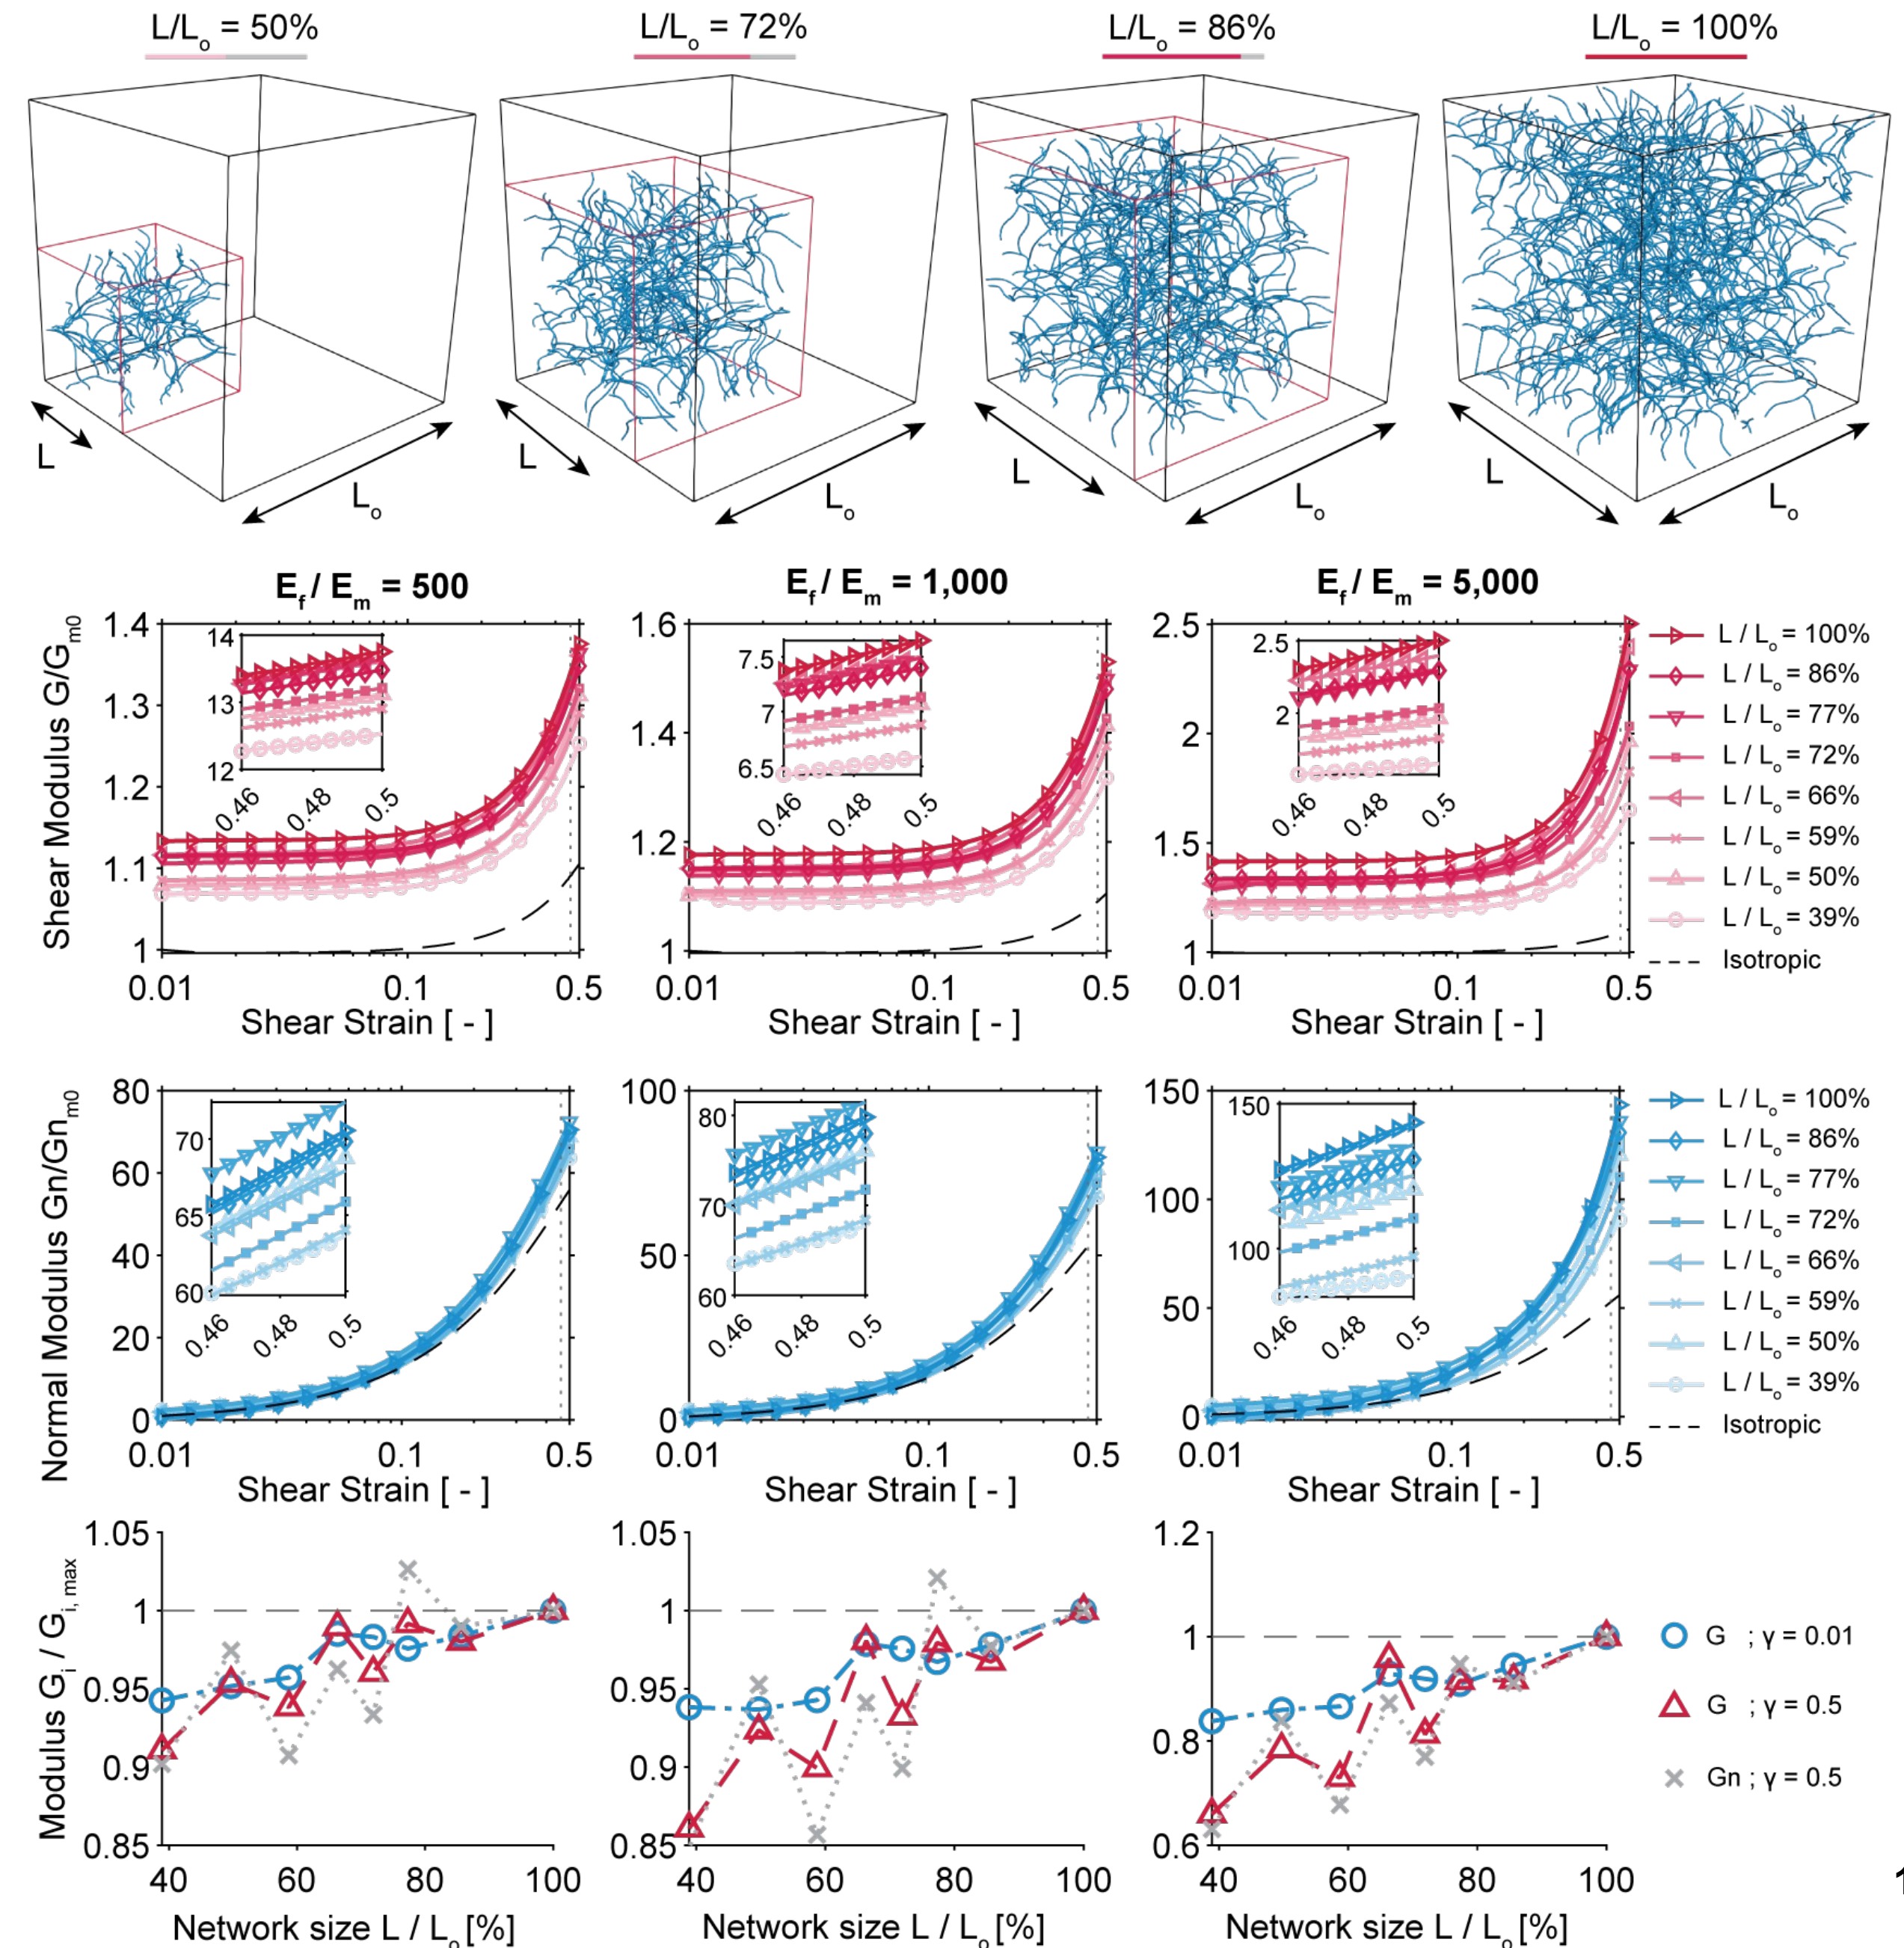 L/Lo = 50%
L/Lo = 72%
L/Lo = 86%
L/Lo = 100%
L
Lo
L
Lo
L
Lo
L
Lo
Ef / Em = 500
Ef / Em = 1,000
Ef / Em = 5,000
Shear Modulus G/Gm0
1.4
1.3
1.2
1.1
1
14
13
12
0.46
0.48
0.5
0.01
0.1
0.5
Shear Strain [ - ]
1.6
1.4
1.2
1
7.5
7
6.5
0.46
0.48
0.5
0.01
0.1
0.5
Shear Strain [ - ]
2.5
2
1.5
1
2.5
2
0.46
0.48
0.5
0.01
0.1
0.5
Shear Strain [ - ]
L / Lo = 100%
L / Lo = 86%
L / Lo = 77%
L / Lo = 72%
L / Lo = 66%
L / Lo = 59%
L / Lo = 50%
L / Lo = 39%
Isotropic
Normal Modulus Gn/Gnm0
80
60
40
20
0
70
65
60
0.46
0.48
0.5
0.01
0.1
0.5
Shear Strain [ - ]
100
50
0
80
70
60
0.46
0.48
0.5
0.01
0.1
0.5
Shear Strain [ - ]
150
100
50
0
150
100
0.46
0.48
0.5
0.01
0.1
0.5
Shear Strain [ - ]
L / Lo = 100%
L / Lo = 86%
L / Lo = 77%
L / Lo = 72%
L / Lo = 66%
L / Lo = 59%
L / Lo = 50%
L / Lo = 39%
Isotropic
Modulus Gi / Gi, max
1.05
1
0.95
0.9
0.85
40
60
80
100
Network size L / Lo [%]
1.05
1
0.95
0.9
0.85
40
60
80
100
Network size L / Lo [%]
1.2
1
0.8
0.6
40
60
80
100
Network size L / Lo [%]
G ; γ = 0.01
G ; γ = 0.5
Gn ; γ = 0.5